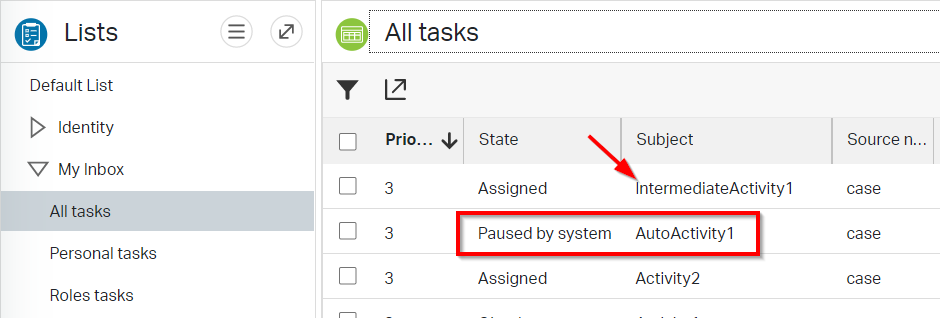 Lists
Default List
Identity
My Inbox
All tasks
Personal tasks
Roles tasks
All tasks
Prio... State Subject Source n...
3 Assigned IntermediateActivity1 case
3 Paused by system AutoActivity1 case
3 Assigned Activity2 case